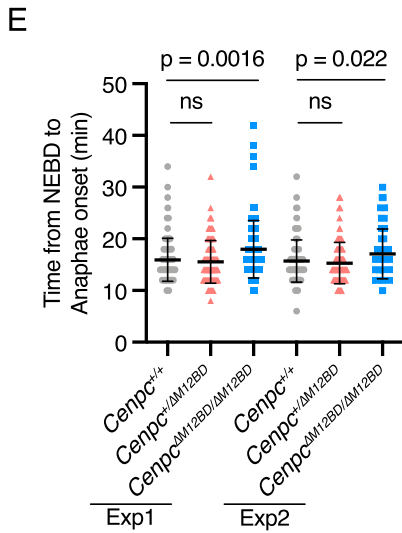 E
p = 0.0016 p = 0.022
ns ns
Time from NEBD to
Anaphae onset (min)
50
40
30
20
10
0
Cenpc+/+
Cenpc+/ΔM12BD
CenpcΔM12BD/ΔM12BD
Cenpc+/+
Cenpc+/ΔM12BD
CenpcΔM12BD/ΔM12BD
Exp1 Exp2